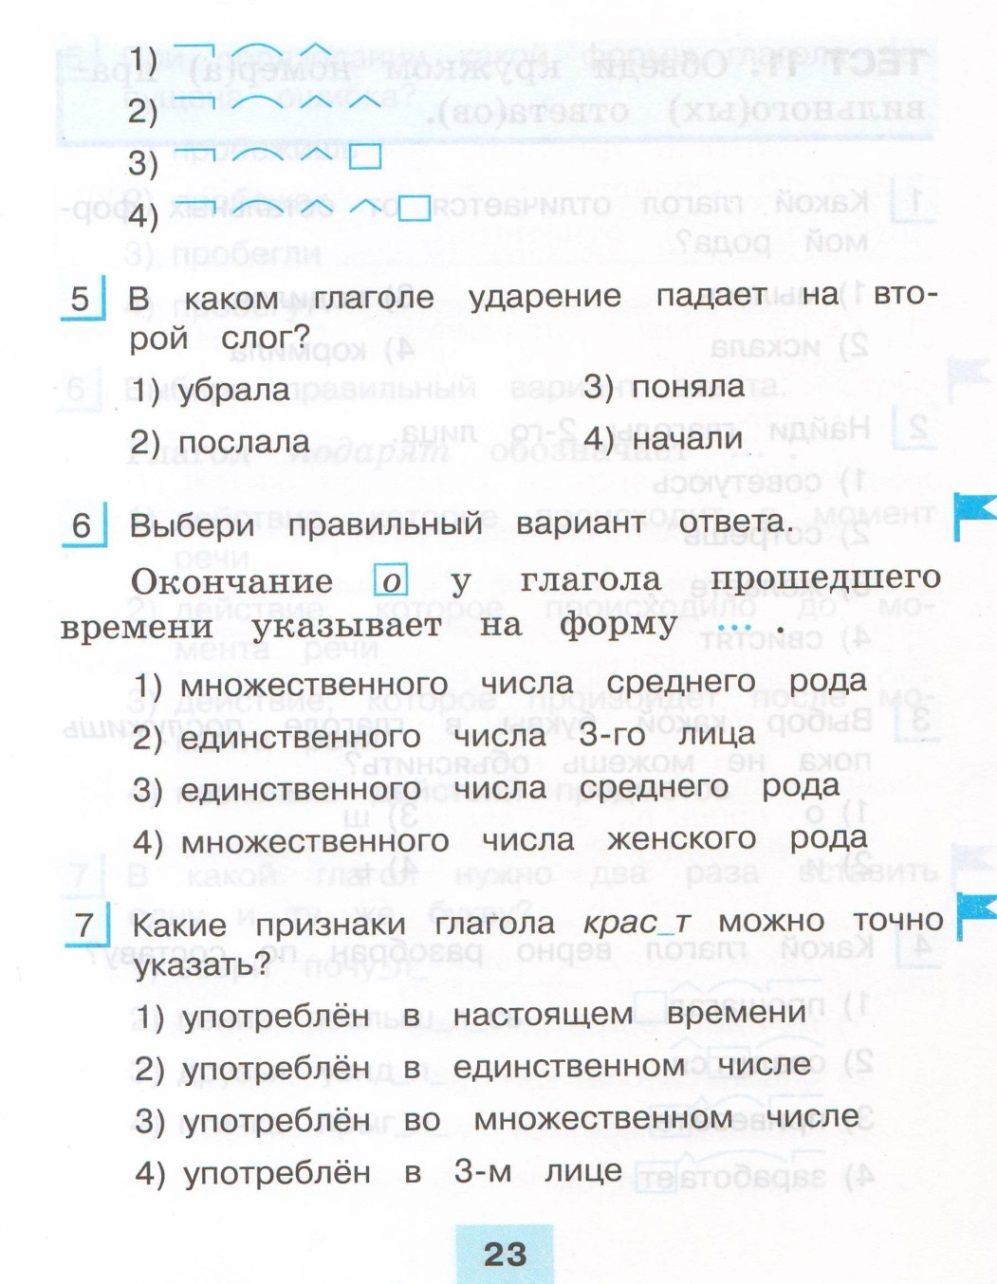 1)
2)
3)
4)
5 В каком глаголе ударение падает на вто-
рой слог?
1) убрала 3) поняла
2) послала 4) начали
6 Выбери правильный вариант ответа.
Окончание о у глагола прошедшего
времени указывает на форму ... .
1) множественного числа среднего рода
2) единственного числа 3-го лица
3) единственного числа среднего рода
4) множественного числа женского рода
7 Какие признаки глагола крас_т можно точно
указать?
1) употреблён в настоящем времени
2) употреблён в единственном числе
3) употреблён во множественном числе
4) употреблён в 3-м лице
23